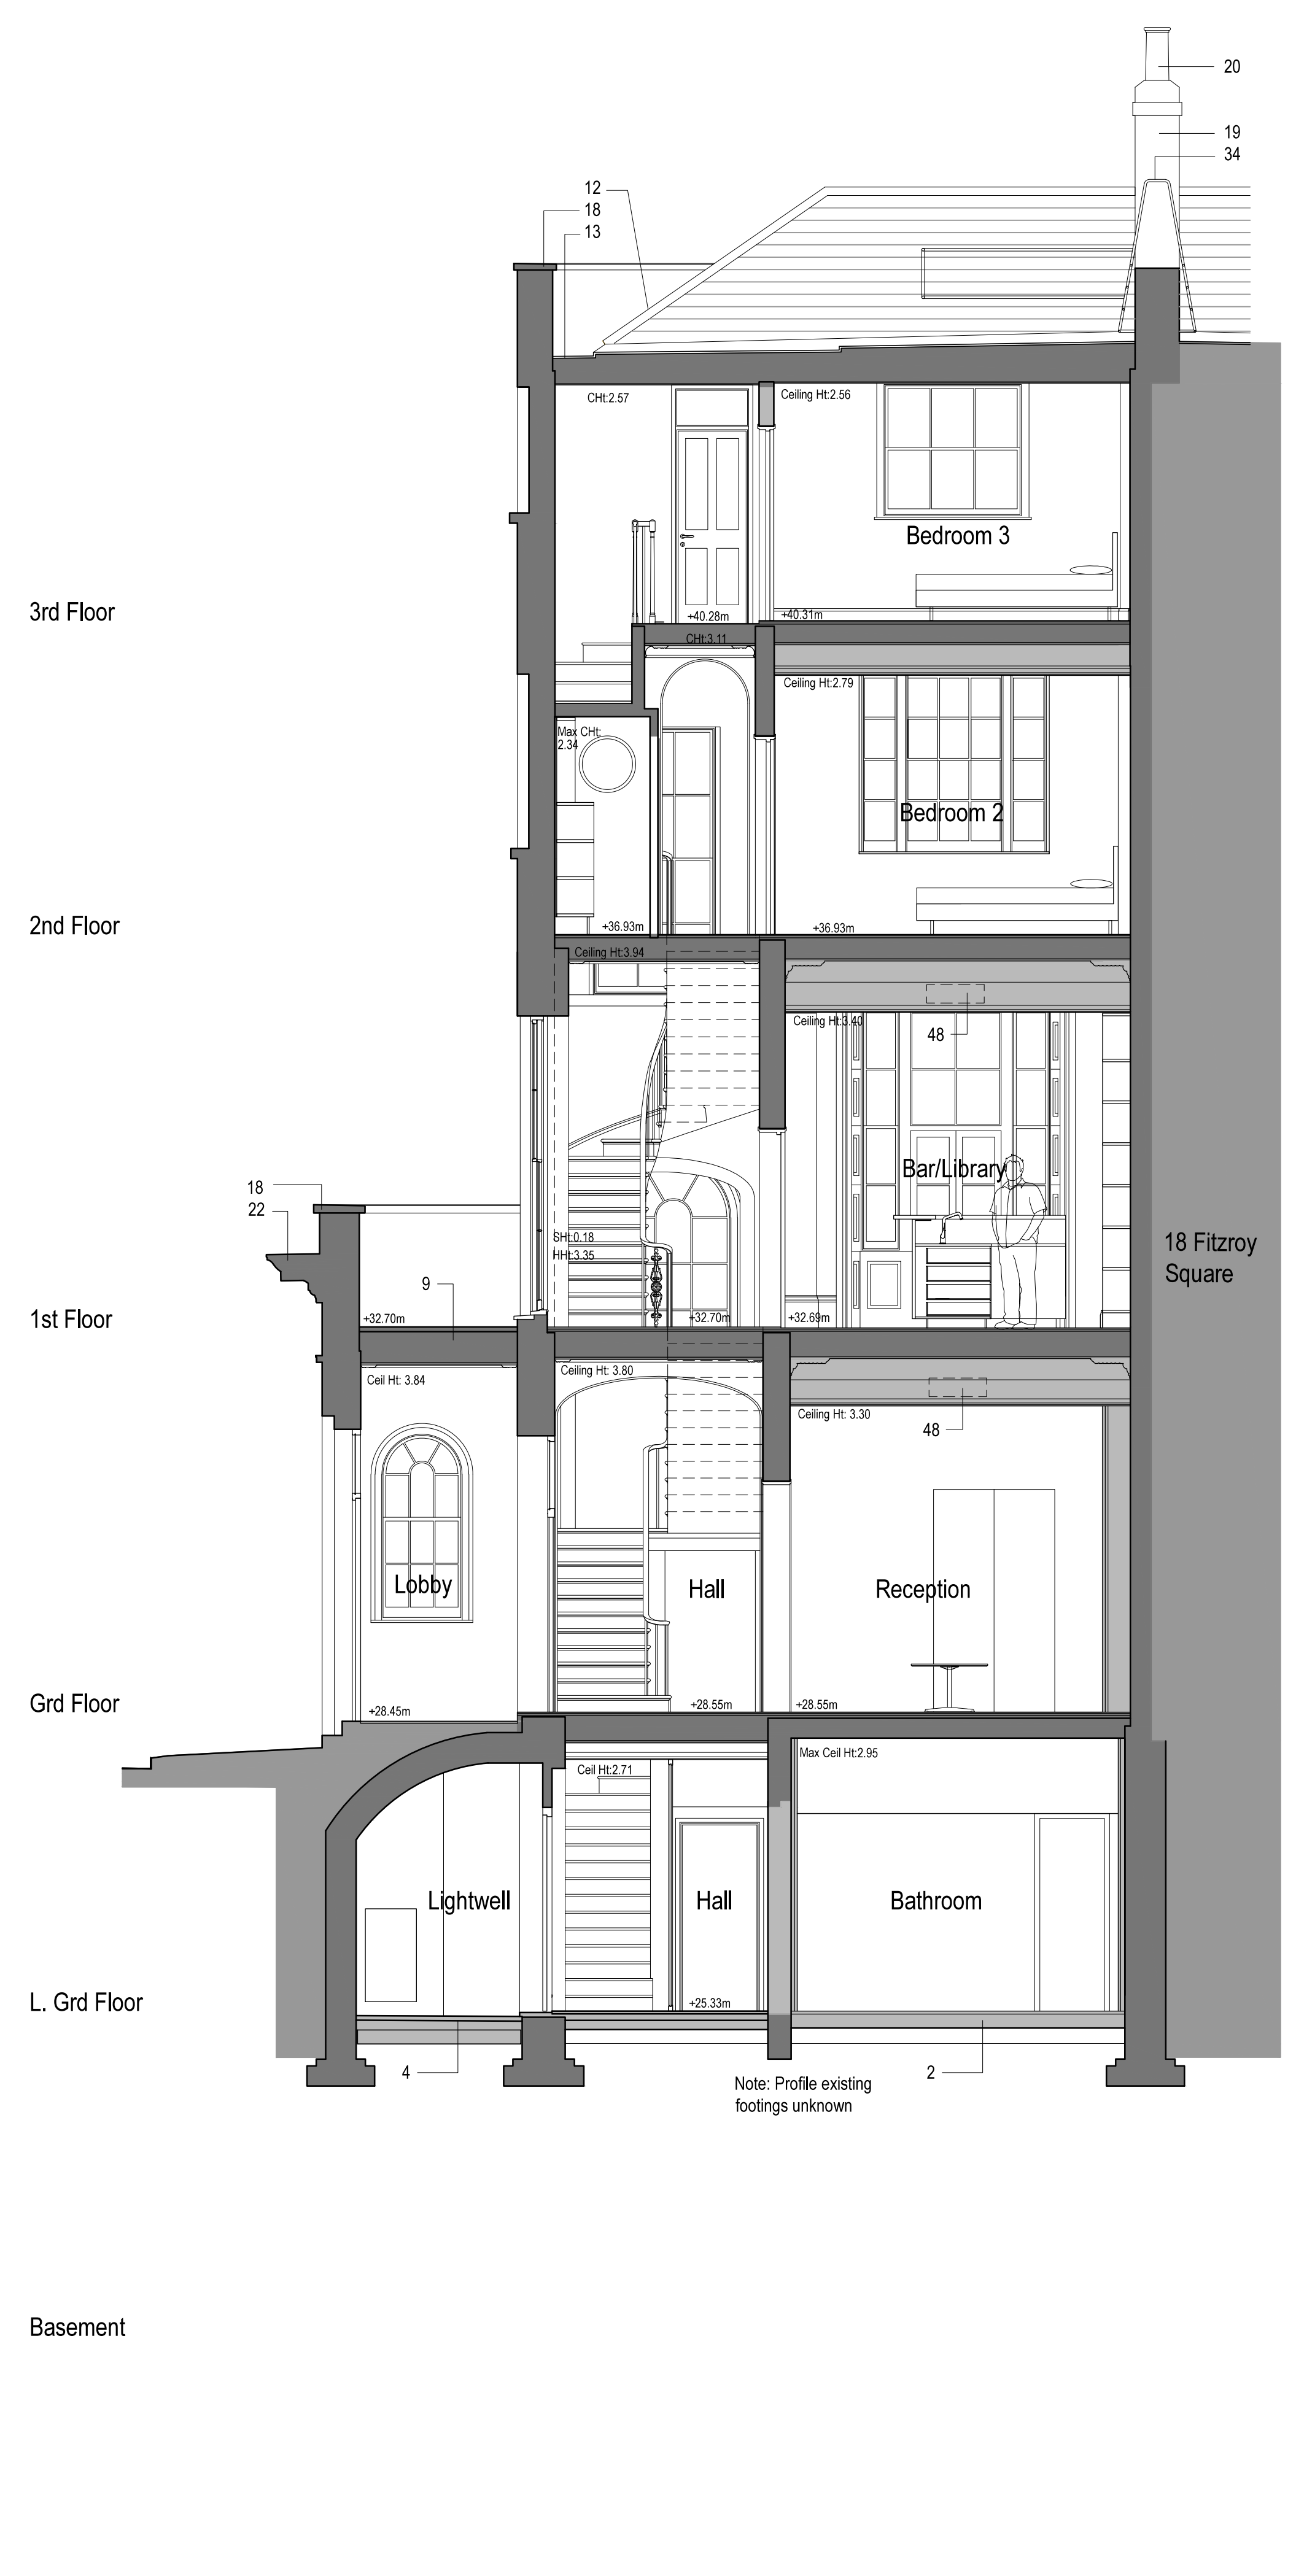 20
19
34
12
18
13
CHt:2.57
Ceiling Ht:2.56
Bedroom 3
3rd Floor
+40.28m
+40.31m
CHt:3.11
Ceiling Ht:2.79
Max CHt:
2.34
Bedroom 2
2nd Floor
+36.93m
+36.93m
Ceiling Ht:3.94
Ceiling Ht:3.40
48
Bar/Library
18
22
SHt:0.18
HHt:3.35
18 Fitzroy
Square
9
1st Floor
+32.70m
+32.70m
+32.69m
Ceil Ht: 3.84
Ceiling Ht: 3.80
Ceiling Ht: 3.30
48
Lobby
Hall
Reception
Grd Floor
+28.45m
+28.55m
+28.55m
Max Ceil Ht:2.95
Ceil Ht:2.71
Lightwell
Hall
Bathroom
L. Grd Floor
+25.33m
4
2
Note: Profile existing
footings unknown
Basement